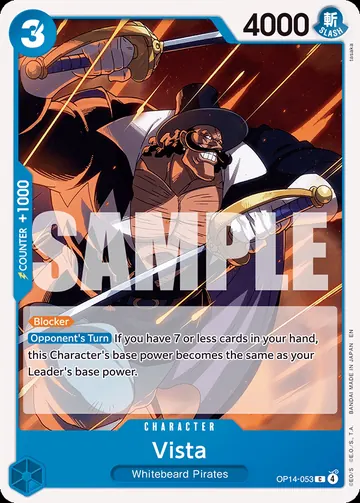 3
4000
斬
SLASH
tasaka
COUNTER +1000
SAMPLE
Blocker
Opponent's Turn If you have 7 or less cards in your hand,
this Character's base power becomes the same as your
Leader's base power.
CHARACTER
Vista
Whitebeard Pirates
OP14-053 C 4
©E.O./S. ©E.O./S., T.A. BANDAI MADE IN JAPAN EN